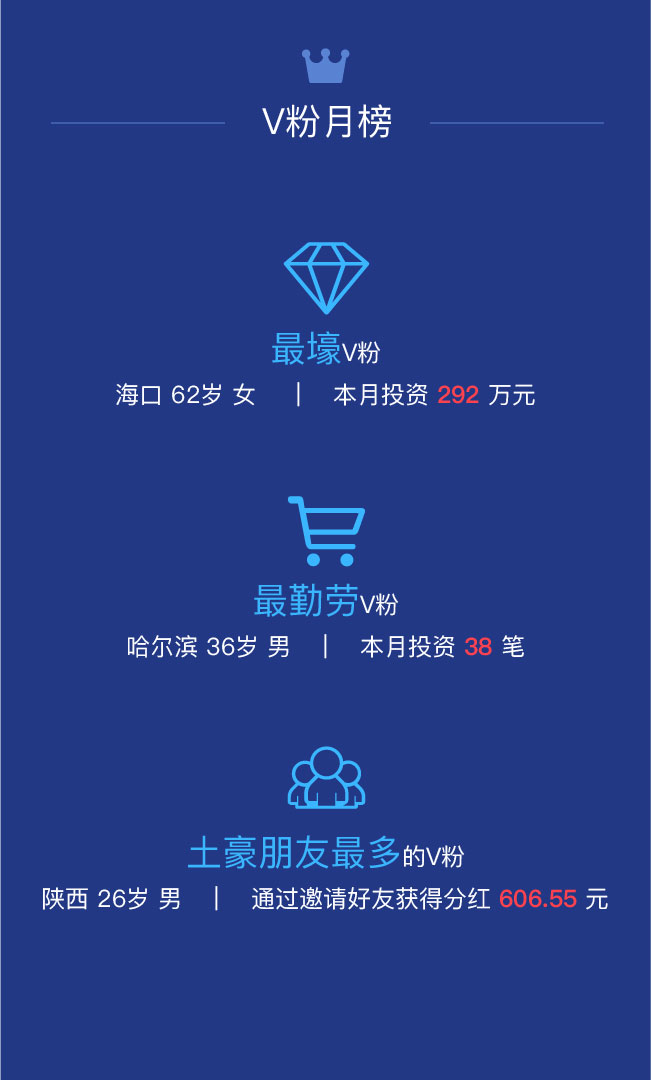 V粉月榜
最壕V粉
海口 62岁 女 | 本月投资 292 万元
最勤劳V粉
哈尔滨 36岁 男 | 本月投资 38 笔
土豪朋友最多的V粉
陕西 26岁 男 | 通过邀请好友获得分红 606.55 元